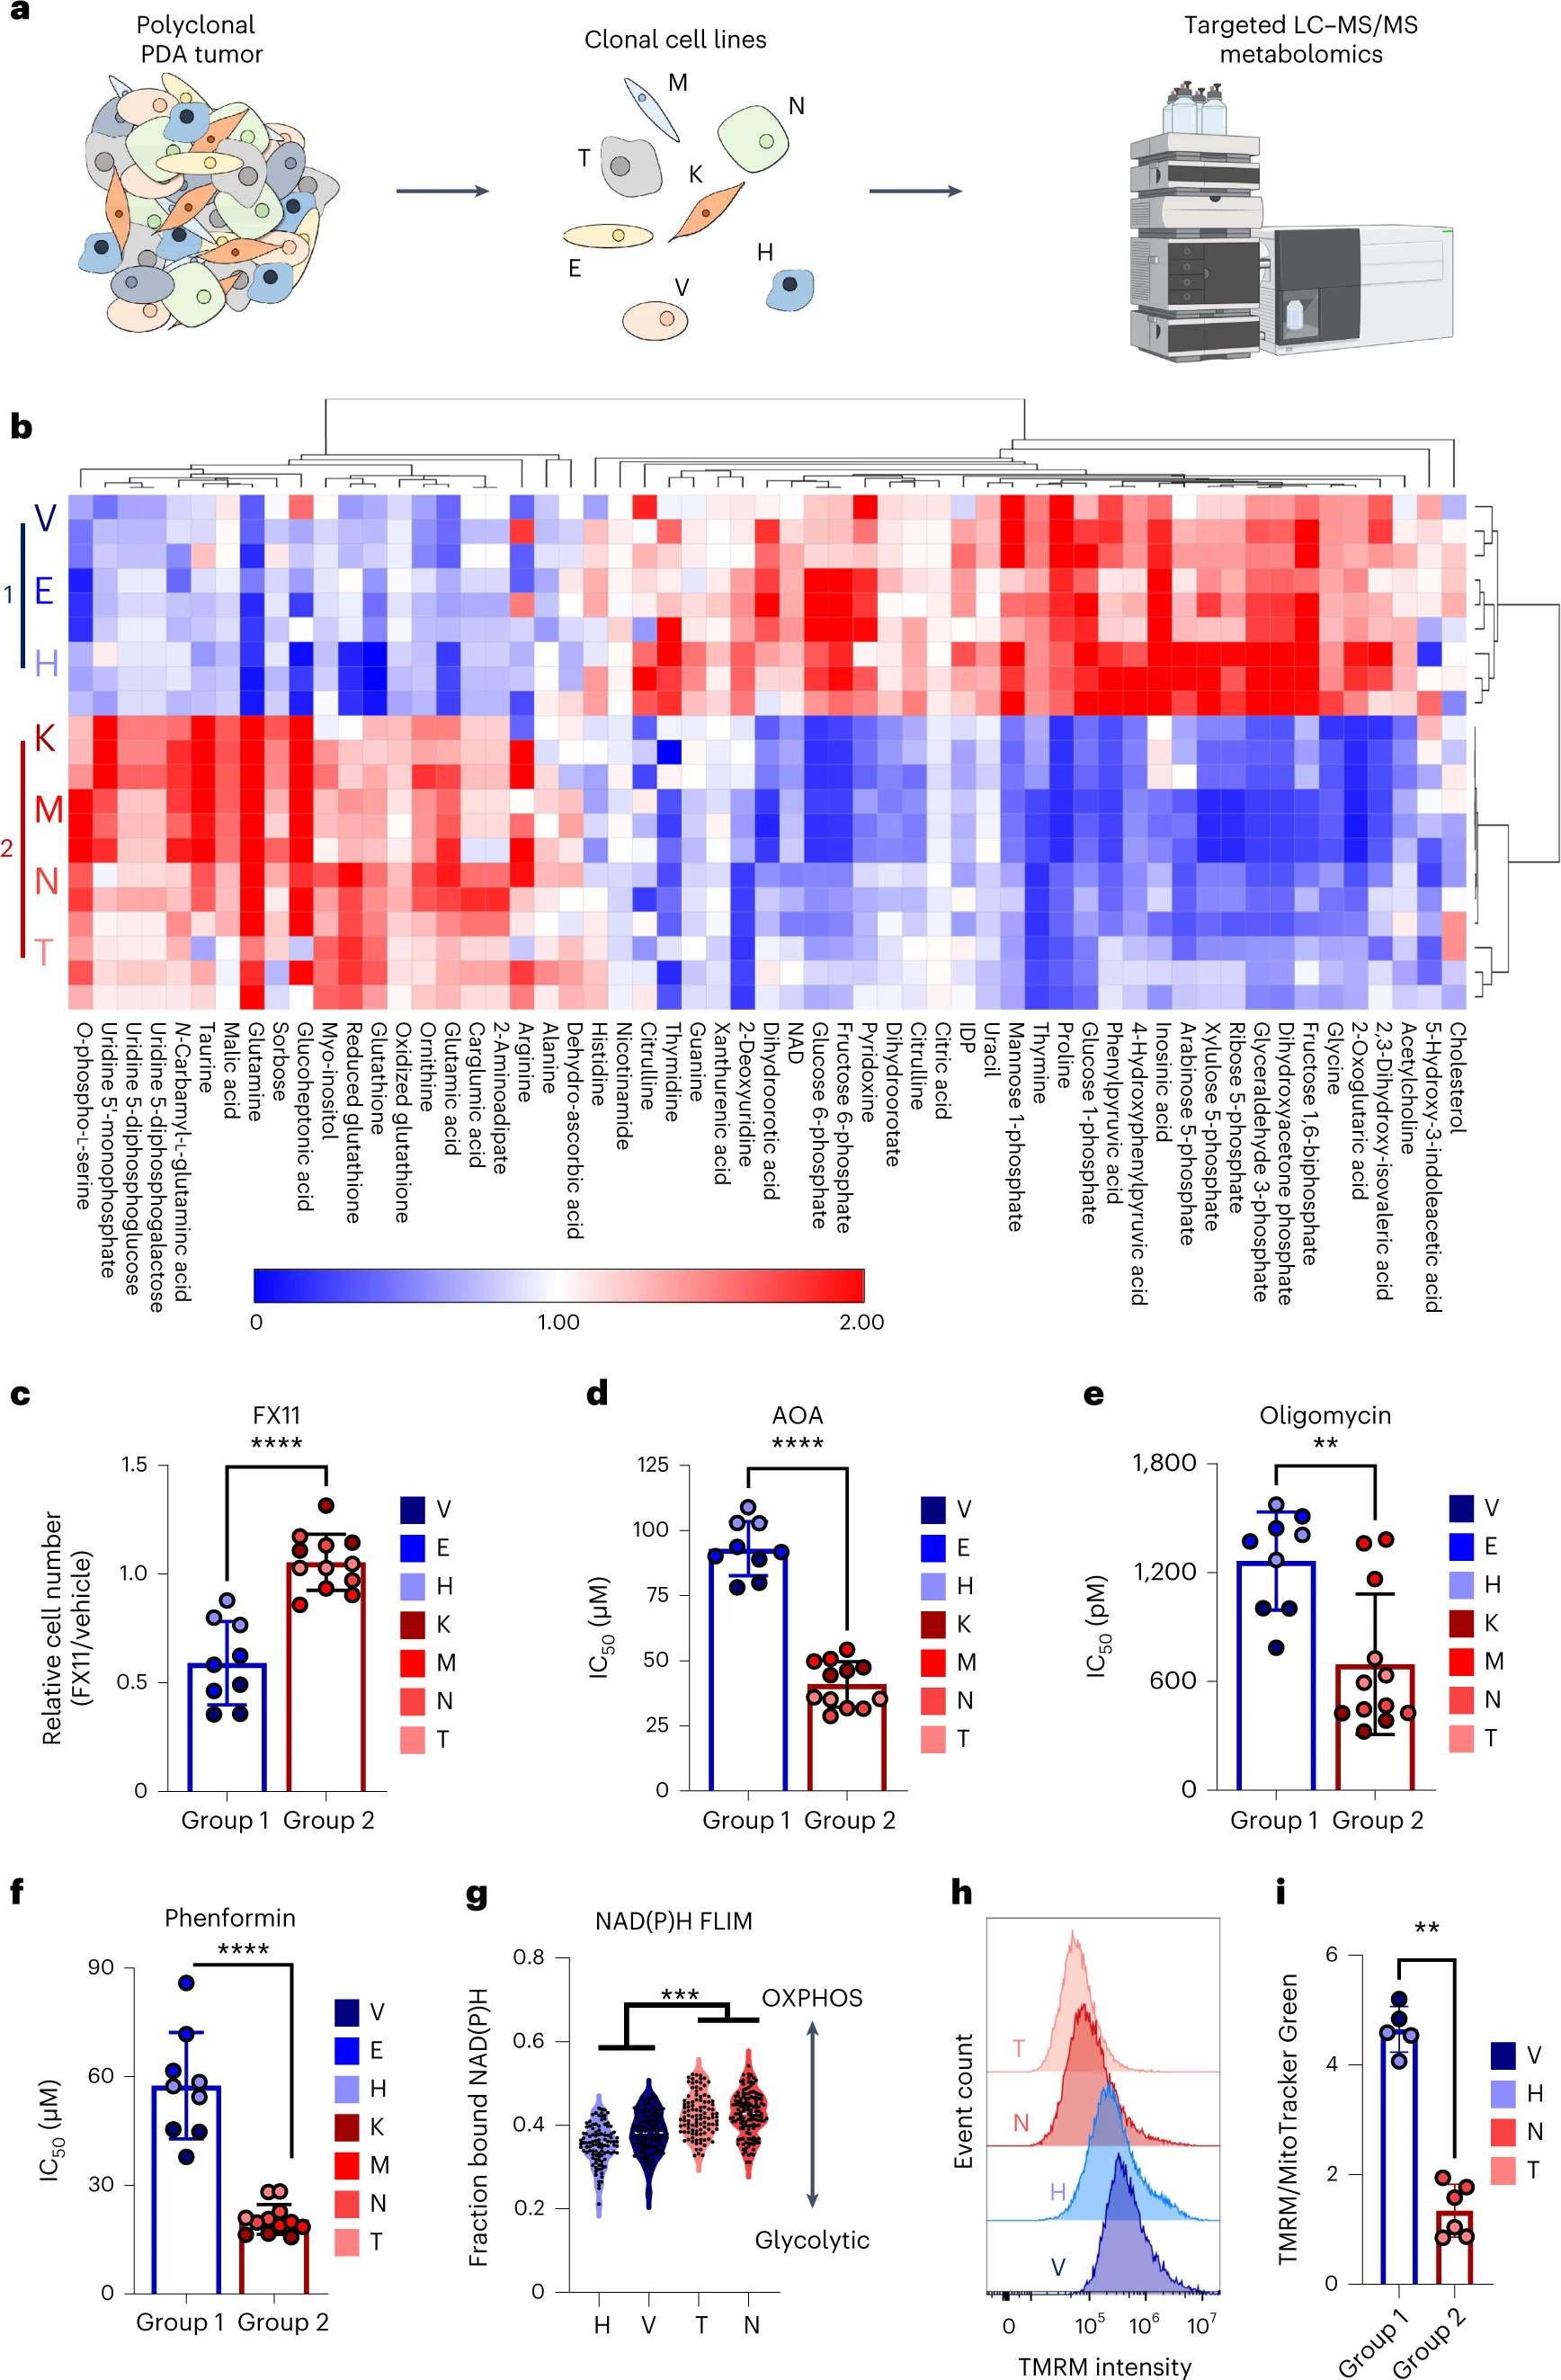 a
Polyclonal
PDA tumor
Clonal cell lines
Targeted LC–MS/MS
metabolomics
M
N
T
K
E
H
V
b
V
1
E
H
K
M
2
N
T
O-phospho-L-serine
Uridine 5'-monophosphate
Uridine 5-diphosphoglucose
Uridine 5-diphosphogalactose
N-Carbamyl-L-glutaminc acid
Taurine
Malic acid
Glutamine
Sorbose
Glucoheptonic acid
Myo-inositol
Reduced glutathione
Glutathione
Oxidized glutathione
Ornithine
Glutamic acid
Carglumic acid
2-Aminoadipate
Arginine
Alanine
Dehydro-ascorbic acid
Histidine
Nicotinamide
Citrulline
Thymidine
Guanine
Xanthurenic acid
2-Deoxyuridine
Dihydroorotic acid
NAD
Glucose 6-phosphate
Fructose 6-phosphate
Pyridoxine
Dihydroorotate
Citrulline
Citric acid
IDP
Uracil
Mannose 1-phosphate
Thymine
Proline
Glucose 1-phosphate
Phenylpyruvic acid
4-Hydroxyphenylpyruvic acid
Inosinic acid
Arabinose 5-phosphate
Xylulose 5-phosphate
Ribose 5-phosphate
Glyceraldehyde 3-phosphate
Dihydroxyacetone phosphate
Fructose 1,6-biphosphate
Glycine
2-Oxoglutaric acid
2,3-Dihydroxy-isovaleric acid
Acetylcholine
5-Hydroxy-3-indoleacetic acid
Cholesterol
0
1.00
2.00
c
FX11
****
Relative cell number
(FX11/vehicle)
1.5
1.0
0.5
0
Group 1
Group 2
V
E
H
K
M
N
T
d
AOA
****
IC50 (μM)
125
100
75
50
25
0
Group 1
Group 2
V
E
H
K
M
N
T
e
Oligomycin
**
IC50 (pM)
1,800
1,200
600
0
Group 1
Group 2
V
E
H
K
M
N
T
f
Phenformin
****
IC50 (μM)
90
60
30
0
Group 1
Group 2
V
E
H
K
M
N
T
g
NAD(P)H FLIM
***
OXPHOS
Glycolytic
Fraction bound NAD(P)H
0.8
0.6
0.4
0.2
0
H
V
T
N
h
Event count
T
N
H
V
0
10^5
10^6
10^7
TMRM intensity
i
**
TMRM/MitoTracker Green
6
4
2
0
Group 1
Group 2
V
H
N
T